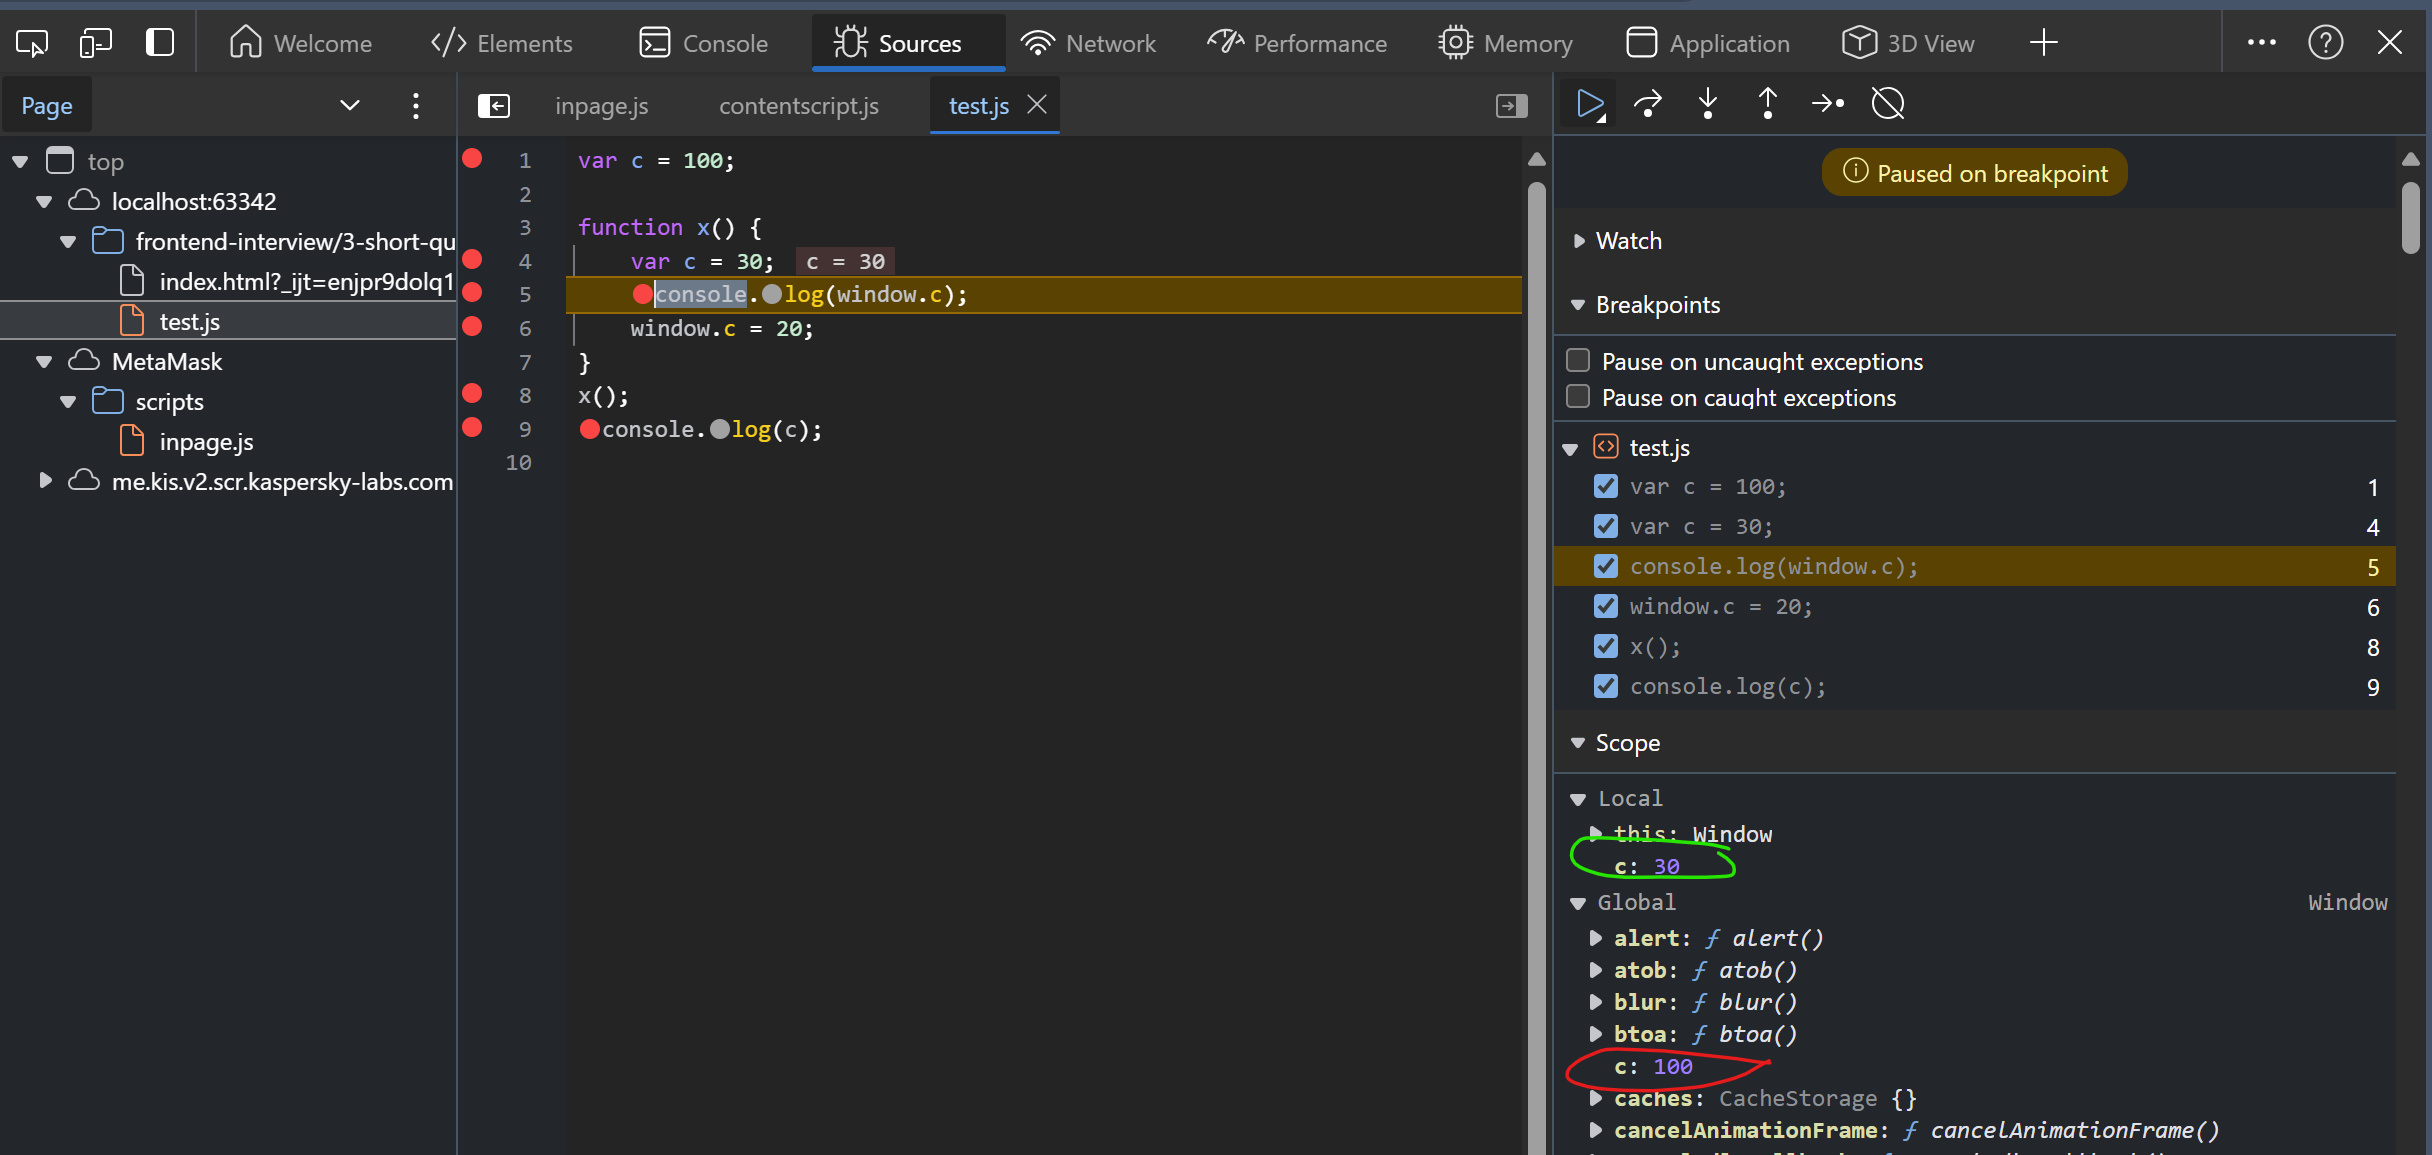 Welcome
Elements
Console
Sources
Network
Performance
Memory
Application
3D View
Page
inpage.js
contentscript.js
test.js
top
localhost:63342
frontend-interview/3-short-qu
index.html?_ijt=enjpr9dolq1
test.js
MetaMask
scripts
inpage.js
me.kis.v2.scr.kaspersky-labs.com
1 var c = 100;
2
3 function x() {
4 var c = 30; c = 30
5 console.log(window.c);
6 window.c = 20;
7 }
8 x();
9 console.log(c);
10
Paused on breakpoint
Watch
Breakpoints
Pause on uncaught exceptions
Pause on caught exceptions
test.js
var c = 100; 1
var c = 30; 4
console.log(window.c); 5
window.c = 20; 6
x(); 8
console.log(c); 9
Scope
Local
this: Window
c: 30
Global Window
alert: ƒ alert()
atob: ƒ atob()
blur: ƒ blur()
btoa: ƒ btoa()
c: 100
caches: CacheStorage {}
cancelAnimationFrame: ƒ cancelAnimationFrame()